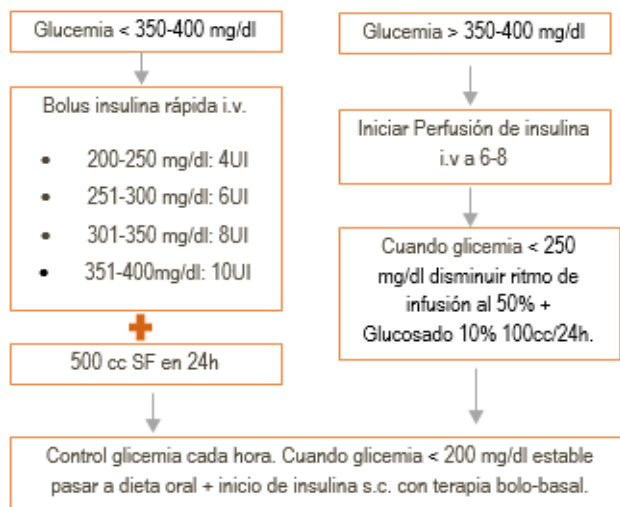 Glucemia < 350-400 mg/dl
Bolus insulina rápida i.v.
• 200-250 mg/dl: 4UI
• 251-300 mg/dl: 6UI
• 301-350 mg/dl: 8UI
• 351-400mg/dl: 10UI
+
500 cc SF en 24h
Glucemia > 350-400 mg/dl
Iniciar Perfusión de insulina
i.v a 6-8
Cuando glicemia < 250
mg/dl disminuir ritmo de
infusión al 50% +
Glucosado 10% 100cc/24h.
Control glicemia cada hora. Cuando glicemia < 200 mg/dl estable
pasar a dieta oral + inicio de insulina s.c. con terapia bolo-basal.